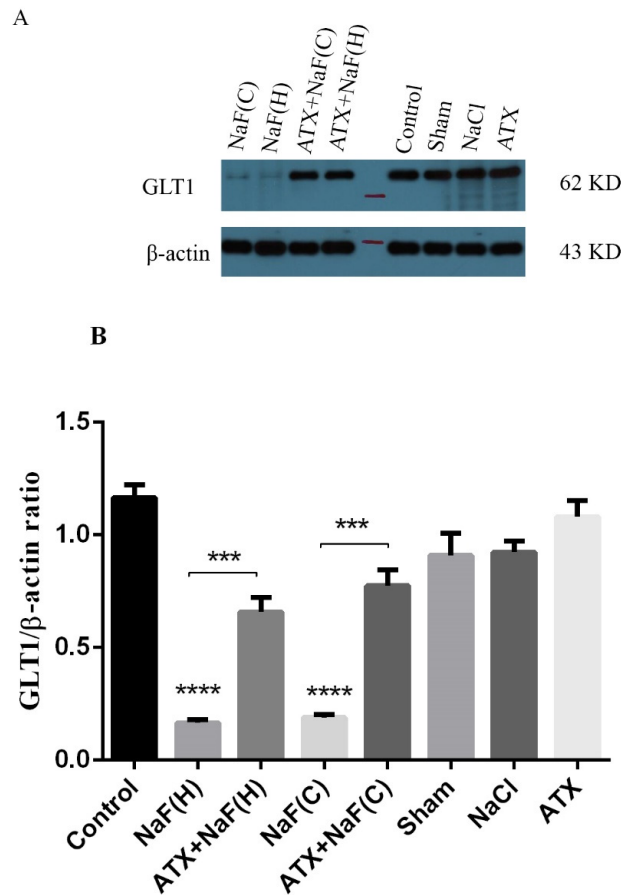 A
NaF(C)
NaF(H)
ATX+NaF(C)
ATX+NaF(H)
Control
Sham
NaCl
ATX
GLT1
62 KD
β-actin
43 KD
B
GLT1/β-actin ratio
1.5
1.0
0.5
0.0
***
***
****
****
Control
NaF(H)
ATX+NaF(H)
NaF(C)
ATX+NaF(C)
Sham
NaCl
ATX